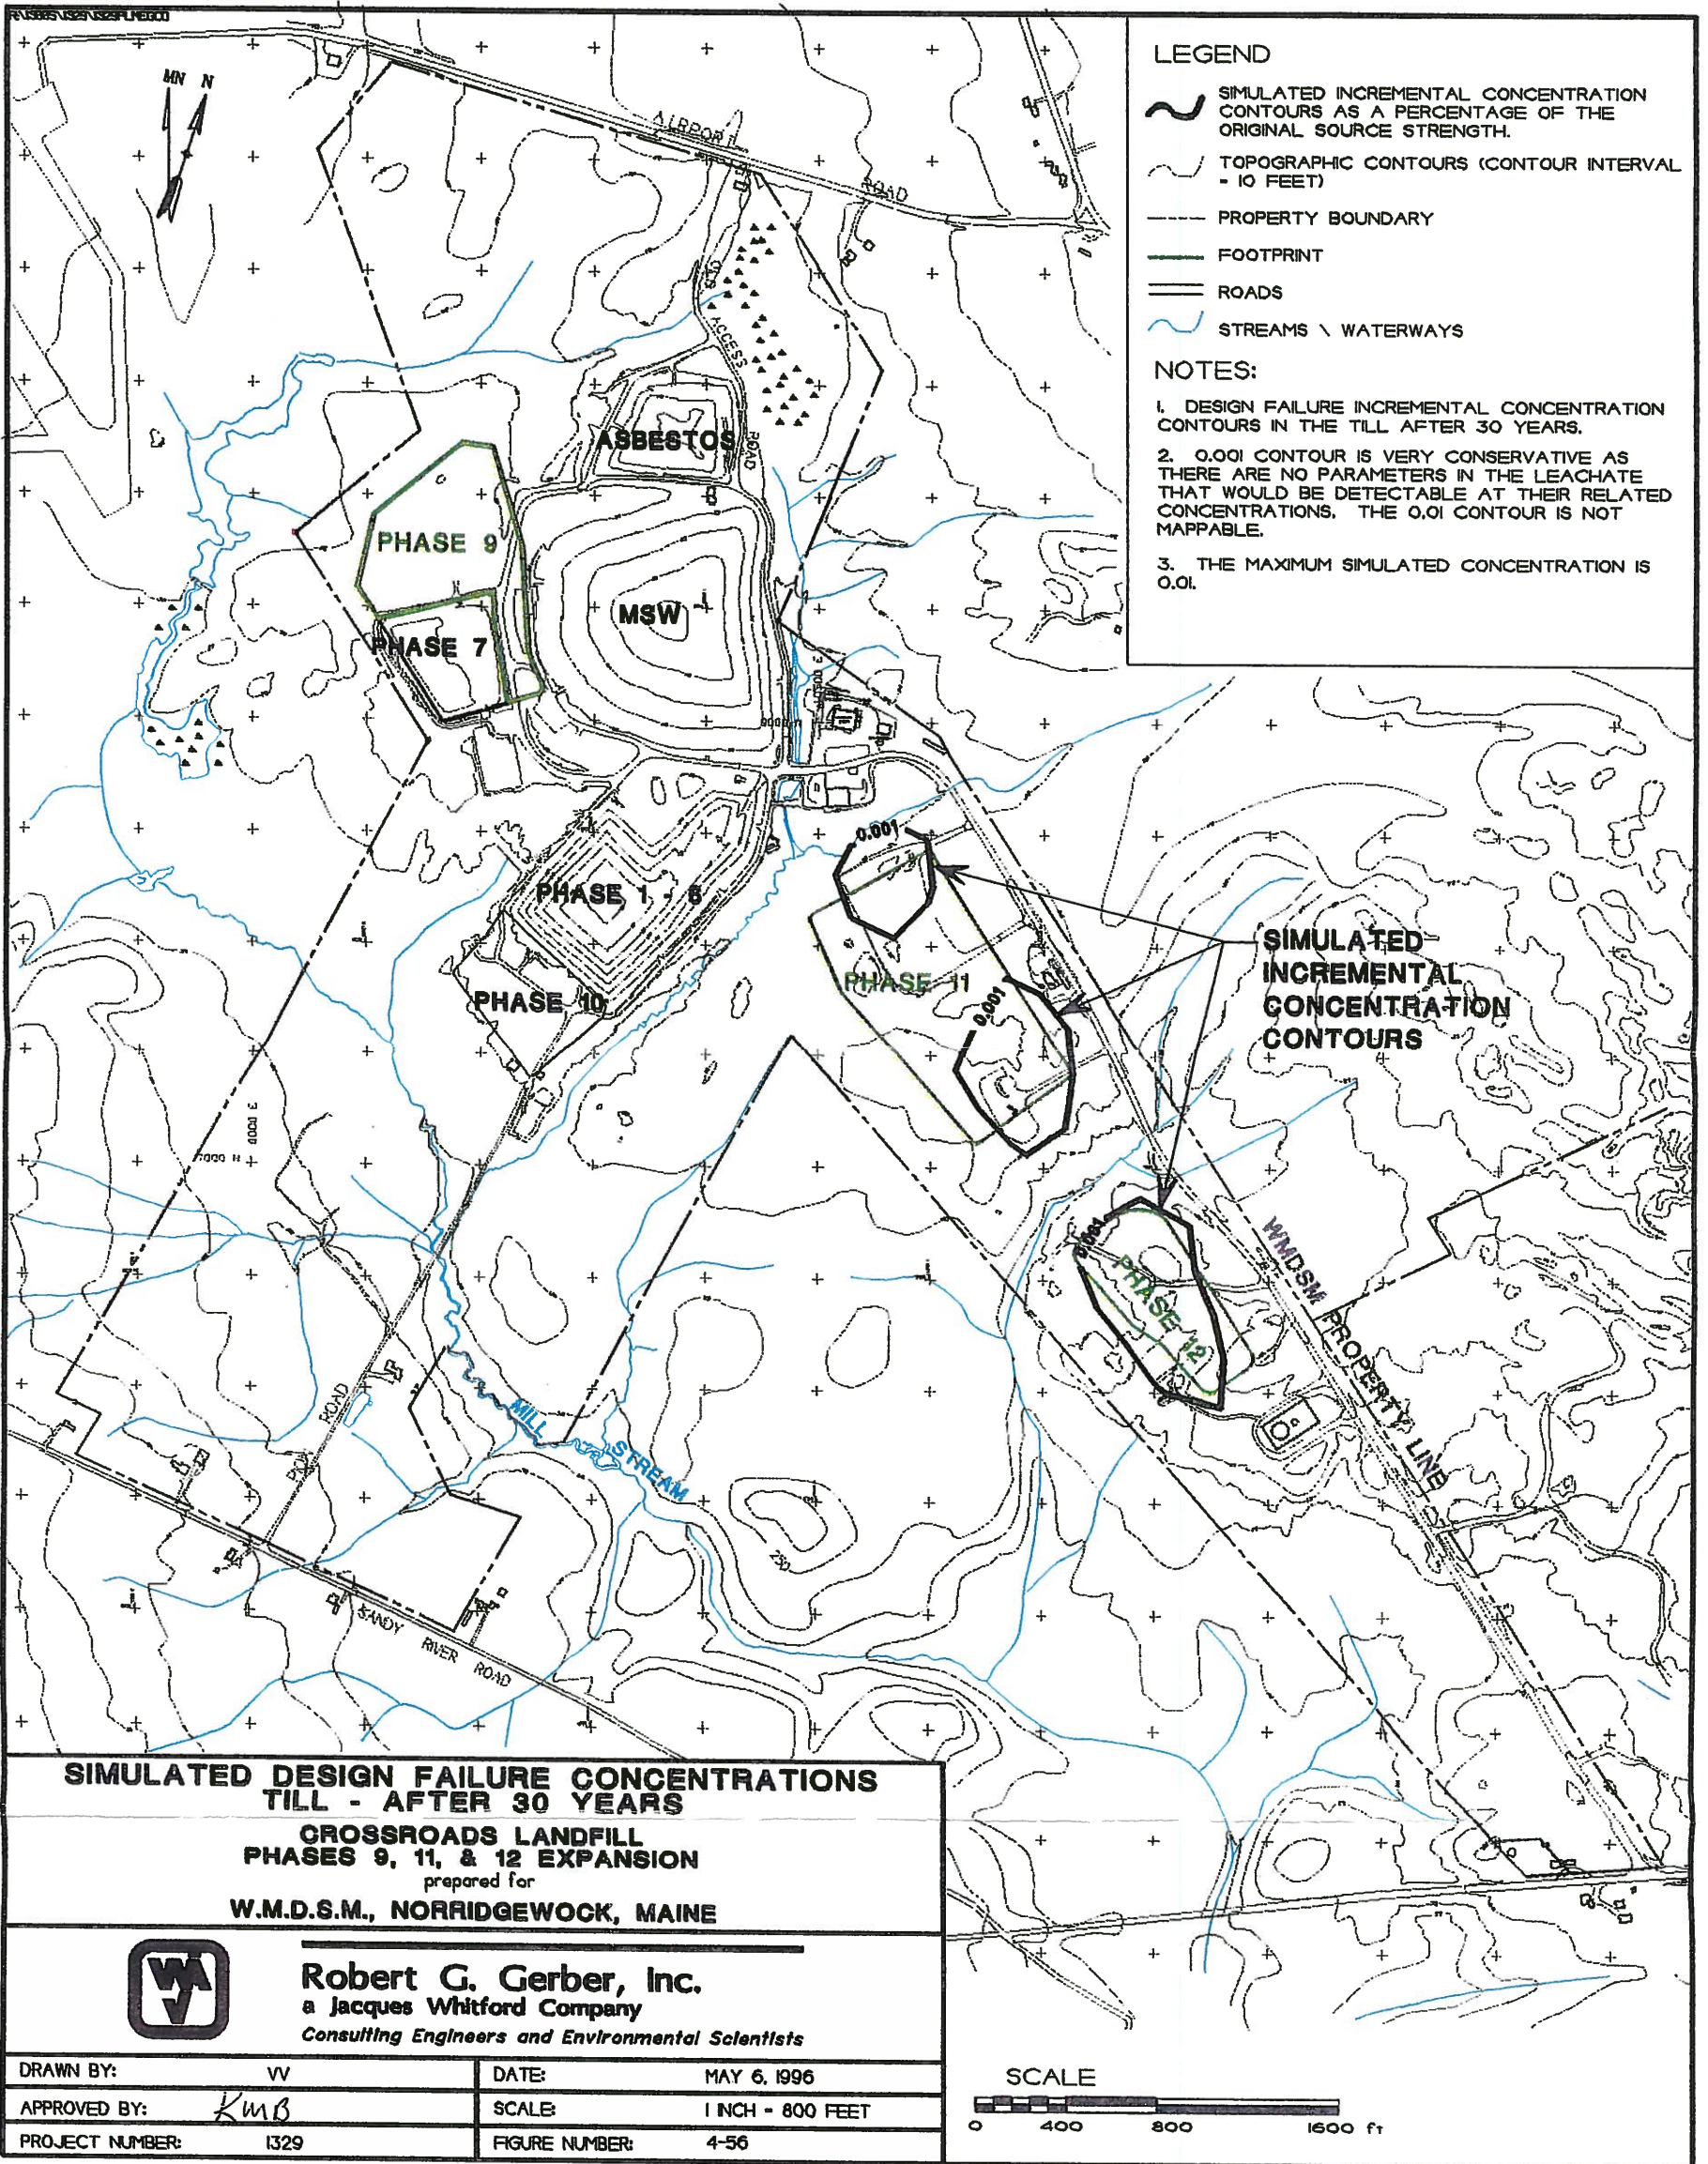 MN N
AIRPORT
ROAD
OLD ACCESS ROAD
ASBESTOS
PHASE 9
MSW
PHASE 7
PHASE 1 - 6
PHASE 10
0.001
PHASE 11
0.001
SIMULATED
INCREMENTAL
CONCENTRATION
CONTOURS
0.001
PHASE 12
WMDSM PROPERTY LINE
ROAD
MILL
STREAM
250
SANDY RIVER ROAD
LEGEND
SIMULATED INCREMENTAL CONCENTRATION
CONTOURS AS A PERCENTAGE OF THE
ORIGINAL SOURCE STRENGTH.
TOPOGRAPHIC CONTOURS (CONTOUR INTERVAL
- 10 FEET)
PROPERTY BOUNDARY
FOOTPRINT
ROADS
STREAMS \ WATERWAYS
NOTES:
1. DESIGN FAILURE INCREMENTAL CONCENTRATION
CONTOURS IN THE TILL AFTER 30 YEARS.
2. 0.001 CONTOUR IS VERY CONSERVATIVE AS
THERE ARE NO PARAMETERS IN THE LEACHATE
THAT WOULD BE DETECTABLE AT THEIR RELATED
CONCENTRATIONS. THE 0.01 CONTOUR IS NOT
MAPPABLE.
3. THE MAXIMUM SIMULATED CONCENTRATION IS
0.01.
SIMULATED DESIGN FAILURE CONCENTRATIONS
TILL - AFTER 30 YEARS
CROSSROADS LANDFILL
PHASES 9, 11, & 12 EXPANSION
prepared for
W.M.D.S.M., NORRIDGEWOCK, MAINE
Robert G. Gerber, Inc.
a Jacques Whitford Company
Consulting Engineers and Environmental Scientists
DRAWN BY: VV
DATE: MAY 6, 1996
APPROVED BY: KMB
SCALE: 1 INCH - 800 FEET
PROJECT NUMBER: 1329
FIGURE NUMBER: 4-56
SCALE
0 400 800 1600 ft